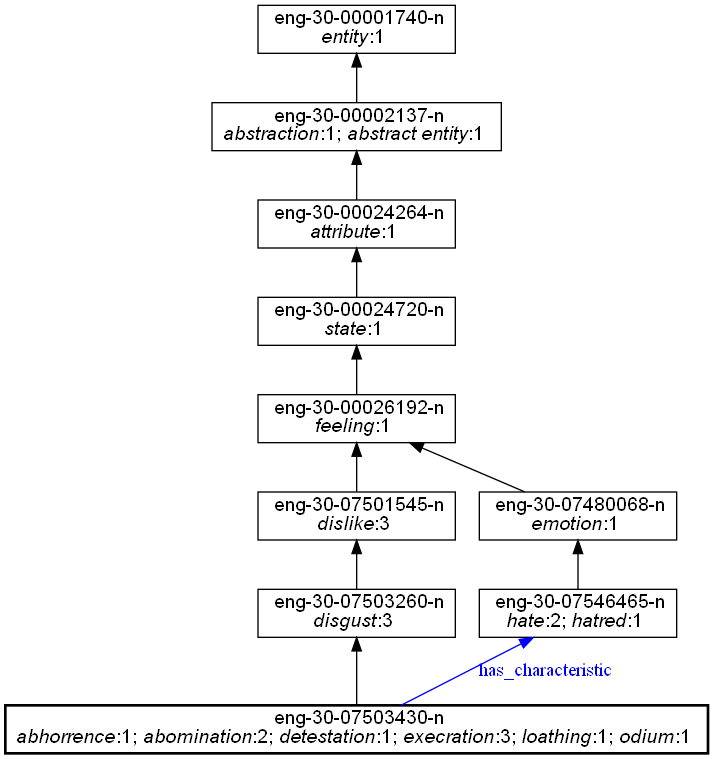 eng-30-00001740-n
entity:1
eng-30-00002137-n
abstraction:1; abstract entity:1
eng-30-00024264-n
attribute:1
eng-30-00024720-n
state:1
eng-30-00026192-n
feeling:1
eng-30-07501545-n
dislike:3
eng-30-07480068-n
emotion:1
eng-30-07503260-n
disgust:3
eng-30-07546465-n
hate:2; hatred:1
has_characteristic
eng-30-07503430-n
abhorrence:1; abomination:2; detestation:1; execration:3; loathing:1; odium:1